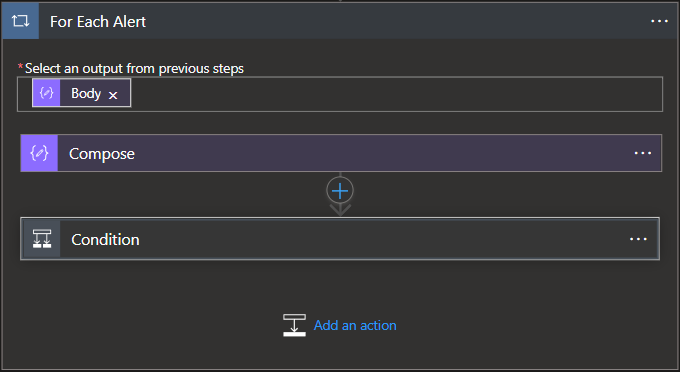 For Each Alert
*Select an output from previous steps
Body
Compose
Condition
Add an action